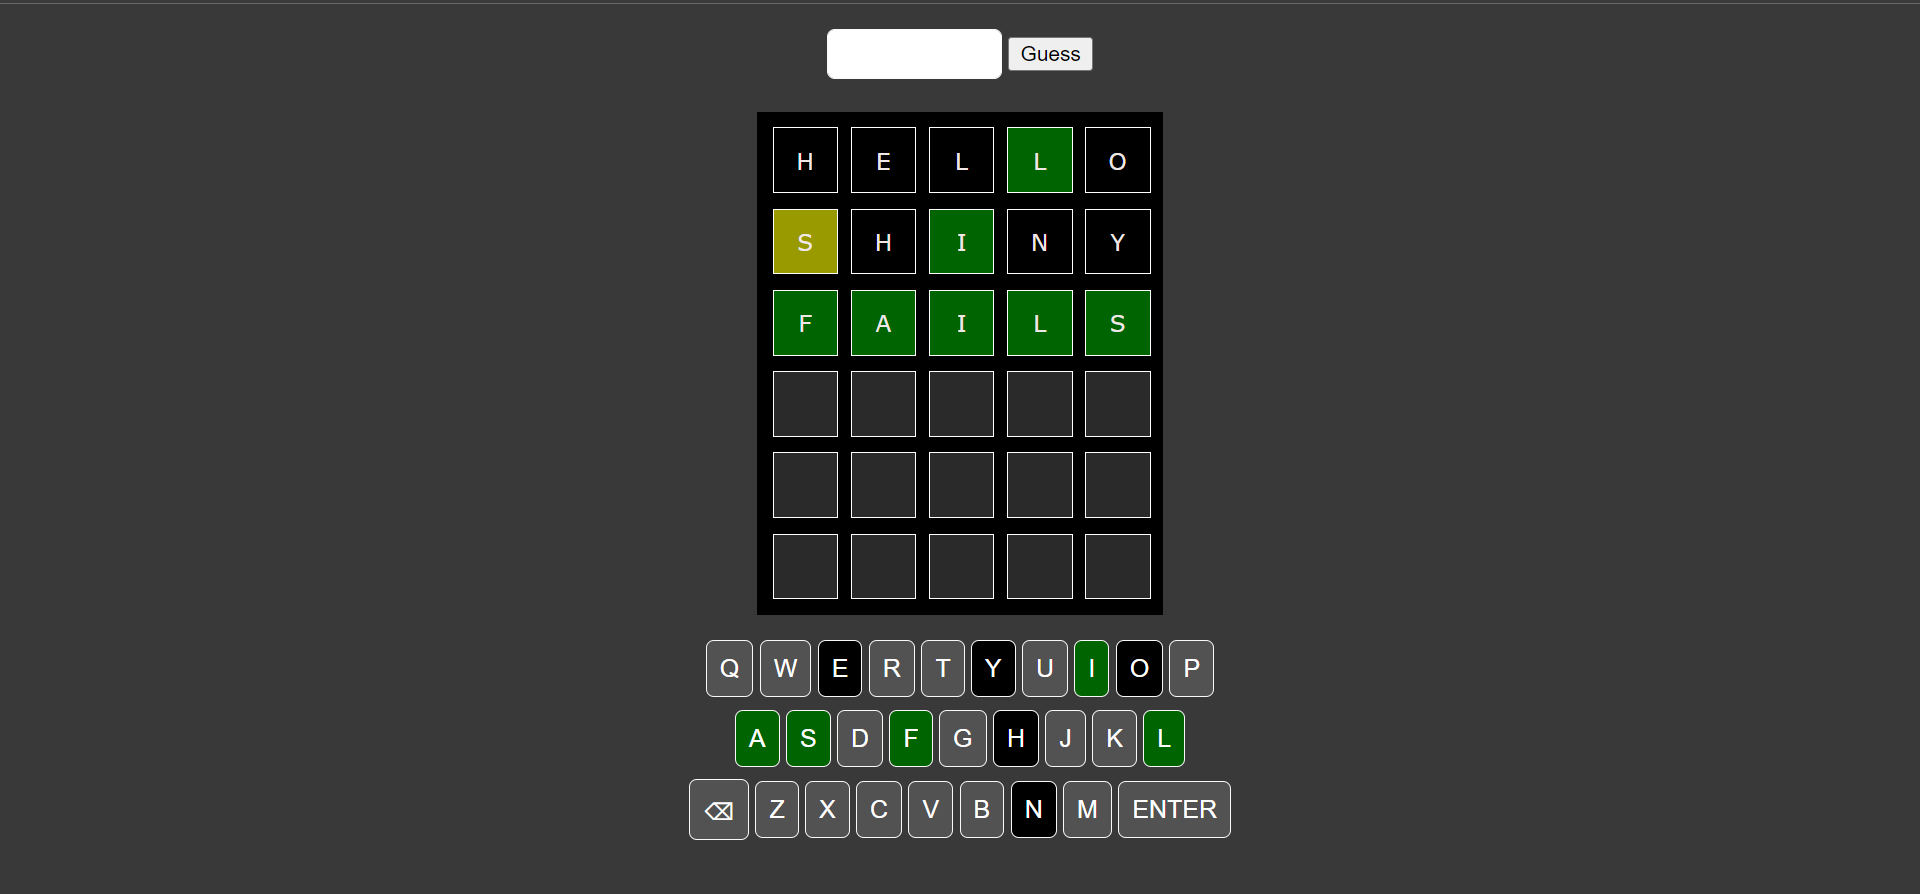 Guess
H E L L O
S H I N Y
F A I L S
Q W E R T Y U I O P
A S D F G H J K L
⌫ Z X C V B N M ENTER